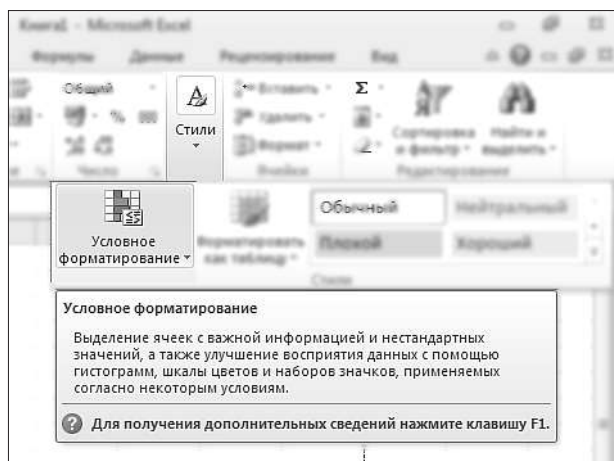 Книга1 - Microsoft Excel
Формулы Данные Рецензирование Вид
Общий
Стили
Вставить
Удалить
Формат
Σ
Сортировка и фильтр
Найти и выделить
Число Ячейки Редактирование
Условное форматирование
Форматировать как таблицу
Обычный Нейтральный
Плохой Хороший
Стили
Условное форматирование
Выделение ячеек с важной информацией и нестандартных
значений, а также улучшение восприятия данных с помощью
гистограмм, шкалы цветов и наборов значков, применяемых
согласно некоторым условиям.
Для получения дополнительных сведений нажмите клавишу F1.